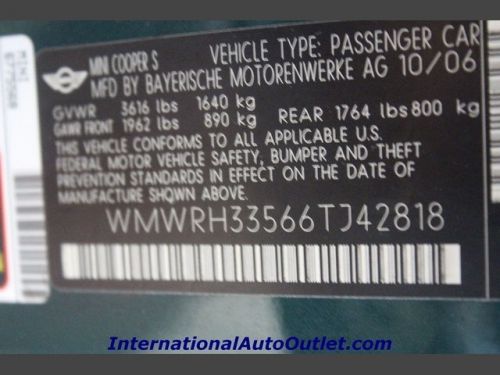 MINI COOPER S
VEHICLE TYPE: PASSENGER CAR
MFD BY BAYERISCHE MOTORENWERKE AG 10/06
GVWR 3616 lbs 1640 kg
GAWR FRONT 1962 lbs 890 kg REAR 1764 lbs 800 kg
THIS VEHICLE CONFORMS TO ALL APPLICABLE U.S.
FEDERAL MOTOR VEHICLE SAFETY, BUMPER AND THEFT
PREVENTION STANDARDS IN EFFECT ON THE DATE OF
MANUFACTURE SHOWN ABOVE.
WMWRH33566TJ42818
MINI
InternationalAutoOutlet.com